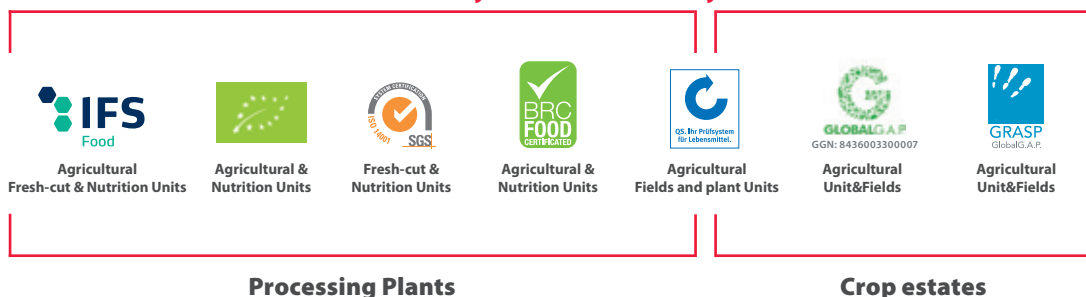 IFS
Food
Agricultural
Fresh-cut & Nutrition Units
Agricultural &
Nutrition Units
SYSTEM CERTIFICATION
ISO 14001
SGS
Fresh-cut &
Nutrition Units
BRC
FOOD
CERTIFICATED
Agricultural &
Nutrition Units
QS. Ihr Prüfsystem
für Lebensmittel.
Agricultural
Fields and plant Units
GLOBALG.A.P.
GGN: 8436003300007
Agricultural
Unit&Fields
GRASP
GlobalG.A.P.
Agricultural
Unit&Fields
Processing Plants
Crop estates